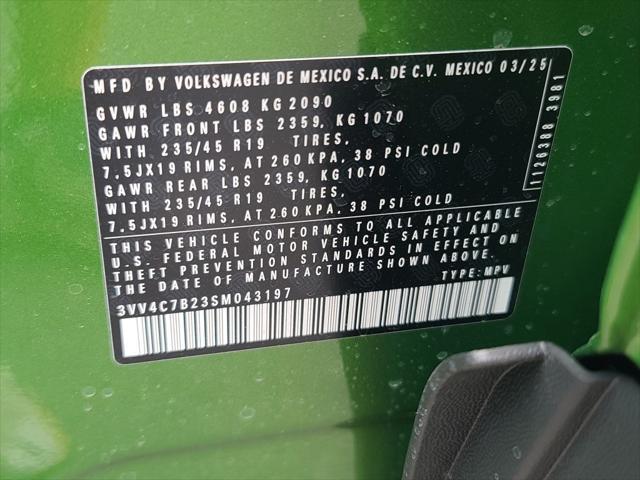 MFD BY VOLKSWAGEN DE MEXICO S.A. DE C.V. MEXICO 03/25
GVWR LBS 4608 KG 2090
GAWR FRONT LBS 2359, KG 1070
WITH 235/45 R19 TIRES,
7.5JX19 RIMS, AT 260 KPA, 38 PSI COLD
GAWR REAR LBS 2359, KG 1070
WITH 235/45 R19 TIRES,
7.5JX19 RIMS, AT 260 KPA, 38 PSI COLD
THIS VEHICLE CONFORMS TO ALL APPLICABLE
U.S. FEDERAL MOTOR VEHICLE SAFETY AND
THEFT PREVENTION STANDARDS IN EFFECT ON
THE DATE OF MANUFACTURE SHOWN ABOVE.
3VV4C7B23SM043197 TYPE: MPV
1126388 3981